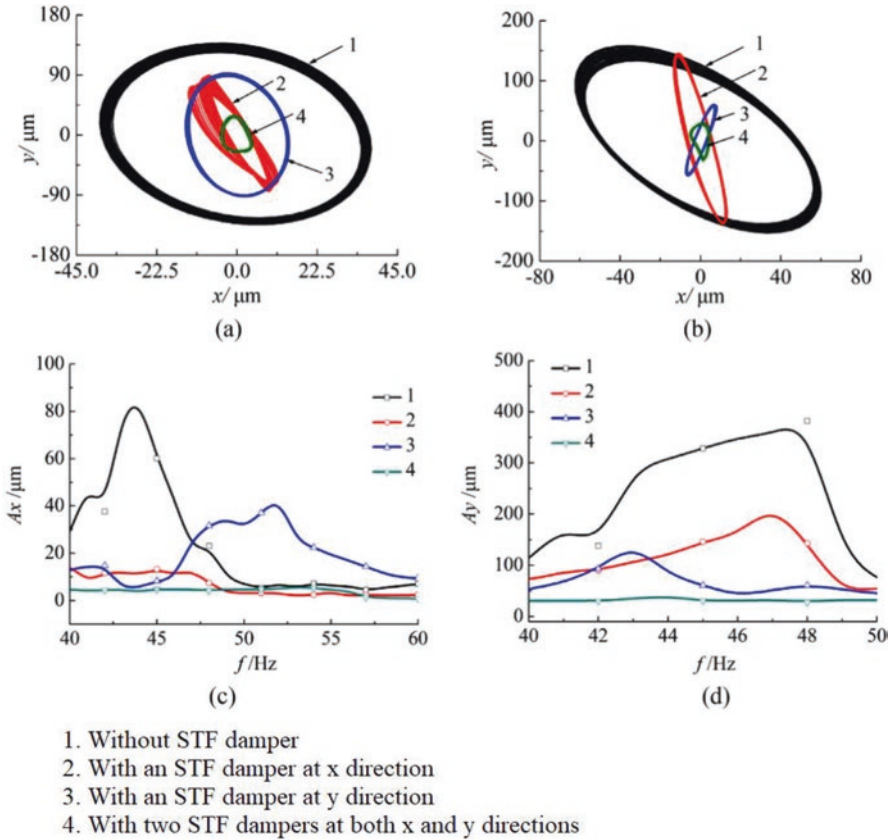 180
90
0
-90
-180
y/ μm
-45.0 -22.5 0.0 22.5 45.0
x/ μm
1
2
4
3
(a)
200
100
0
-100
-200
y/ μm
-80 -40 0 40 80
x/ μm
1
2
3
4
(b)
100
80
60
40
20
0
Ax /μm
40 45 50 55 60
f /Hz
1
2
3
4
(c)
500
400
300
200
100
0
Ay /μm
40 42 44 46 48 50
f /Hz
1
2
3
4
(d)
1. Without STF damper
2. With an STF damper at x direction
3. With an STF damper at y direction
4. With two STF dampers at both x and y directions